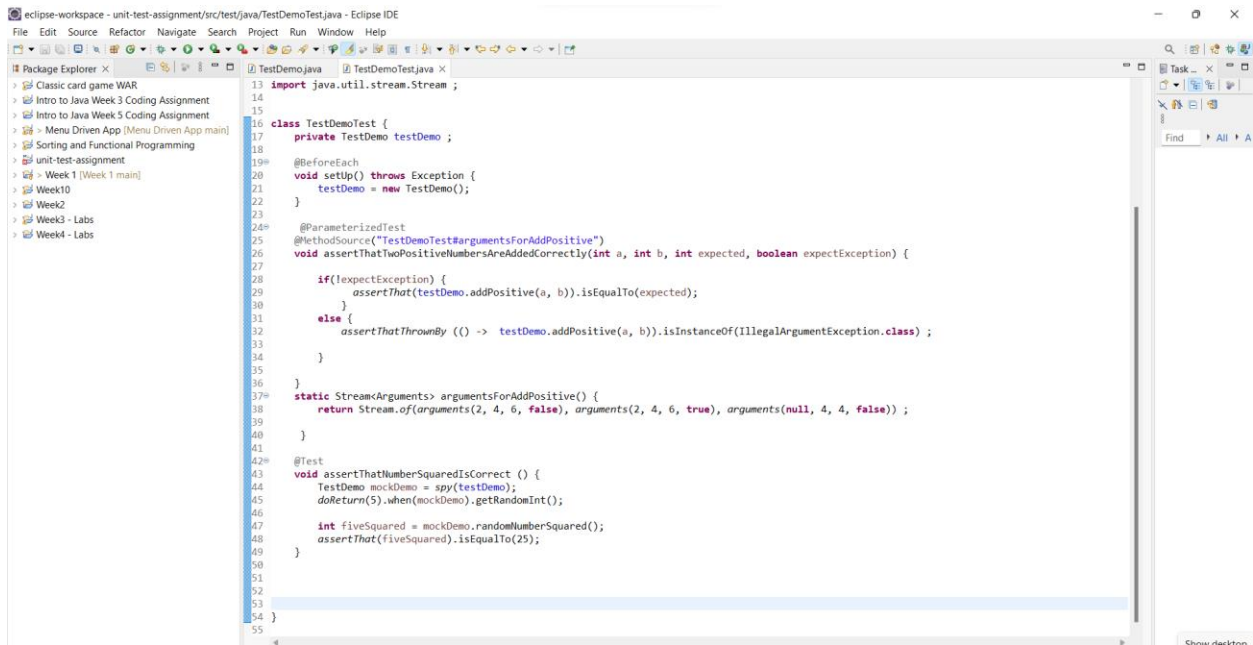 eclipse-workspace - unit-test-assignment/src/test/java/TestDemoTest.java - Eclipse IDE
File Edit Source Refactor Navigate Search Project Run Window Help
Package Explorer
TestDemo.java
TestDemoTest.java
Task
Classic card game WAR
Intro to Java Week 3 Coding Assignment
Intro to Java Week 5 Coding Assignment
> Menu Driven App [Menu Driven App main]
Sorting and Functional Programming
unit-test-assignment
> Week 1 [Week 1 main]
Week10
Week2
Week3 - Labs
Week4 - Labs
13 import java.util.stream.Stream ;
14
15
16 class TestDemoTest {
17 private TestDemo testDemo ;
18
19 @BeforeEach
20 void setUp() throws Exception {
21 testDemo = new TestDemo();
22 }
23
24 @ParameterizedTest
25 @MethodSource("TestDemoTest#argumentsForAddPositive")
26 void assertThatTwoPositiveNumbersAreAddedCorrectly(int a, int b, int expected, boolean expectException) {
27
28 if(!expectException) {
29 assertThat(testDemo.addPositive(a, b)).isEqualTo(expected);
30 }
31 else {
32 assertThatThrownBy (() -> testDemo.addPositive(a, b)).isInstanceOf(IllegalArgumentException.class) ;
33
34 }
35
36 }
37 static Stream<Arguments> argumentsForAddPositive() {
38 return Stream.of(arguments(2, 4, 6, false), arguments(2, 4, 6, true), arguments(null, 4, 4, false)) ;
39
40 }
41
42 @Test
43 void assertThatNumberSquaredIsCorrect () {
44 TestDemo mockDemo = spy(testDemo);
45 doReturn(5).when(mockDemo).getRandomInt();
46
47 int fiveSquared = mockDemo.randomNumberSquared();
48 assertThat(fiveSquared).isEqualTo(25);
49 }
50
51
52
53
54 }
55
Find All A
Show desktop